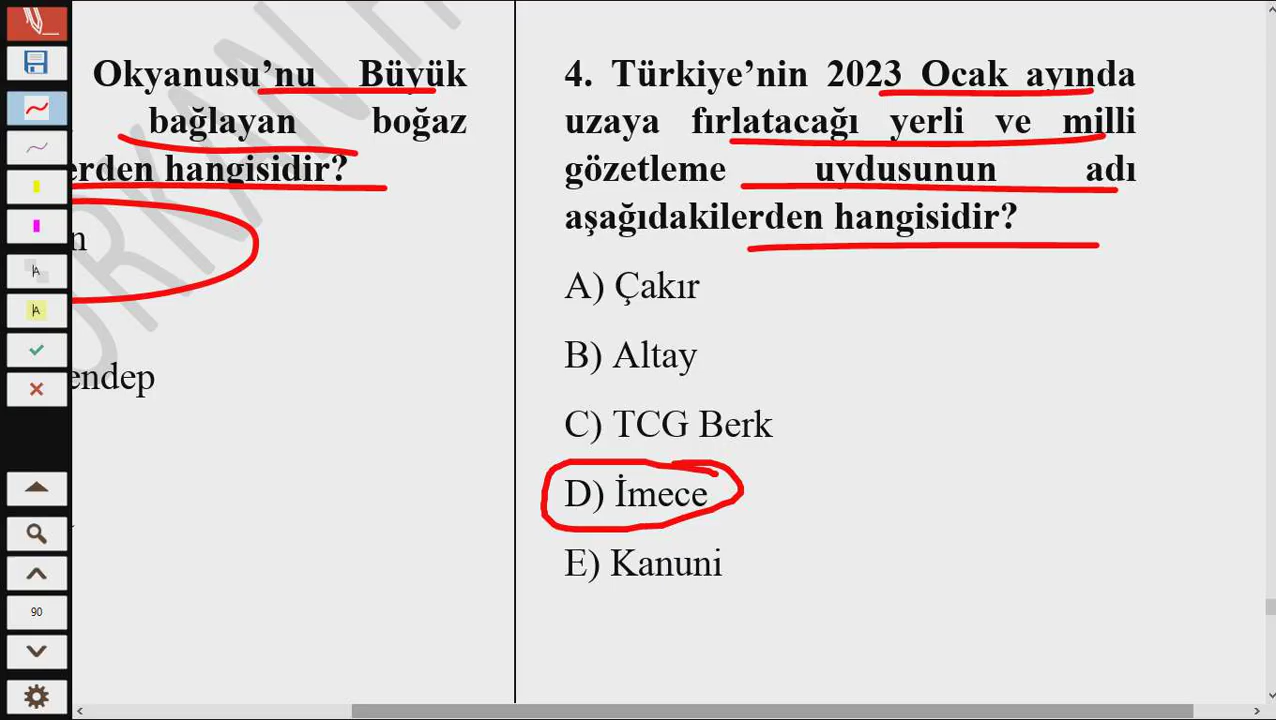 Okyanusu’nu Büyük
bağlayan boğaz
erden hangisidir?
n
endep
4. Türkiye’nin 2023 Ocak ayında
uzaya fırlatacağı yerli ve milli
gözetleme uydusunun adı
aşağıdakilerden hangisidir?
A) Çakır
B) Altay
C) TCG Berk
D) İmece
E) Kanuni
90